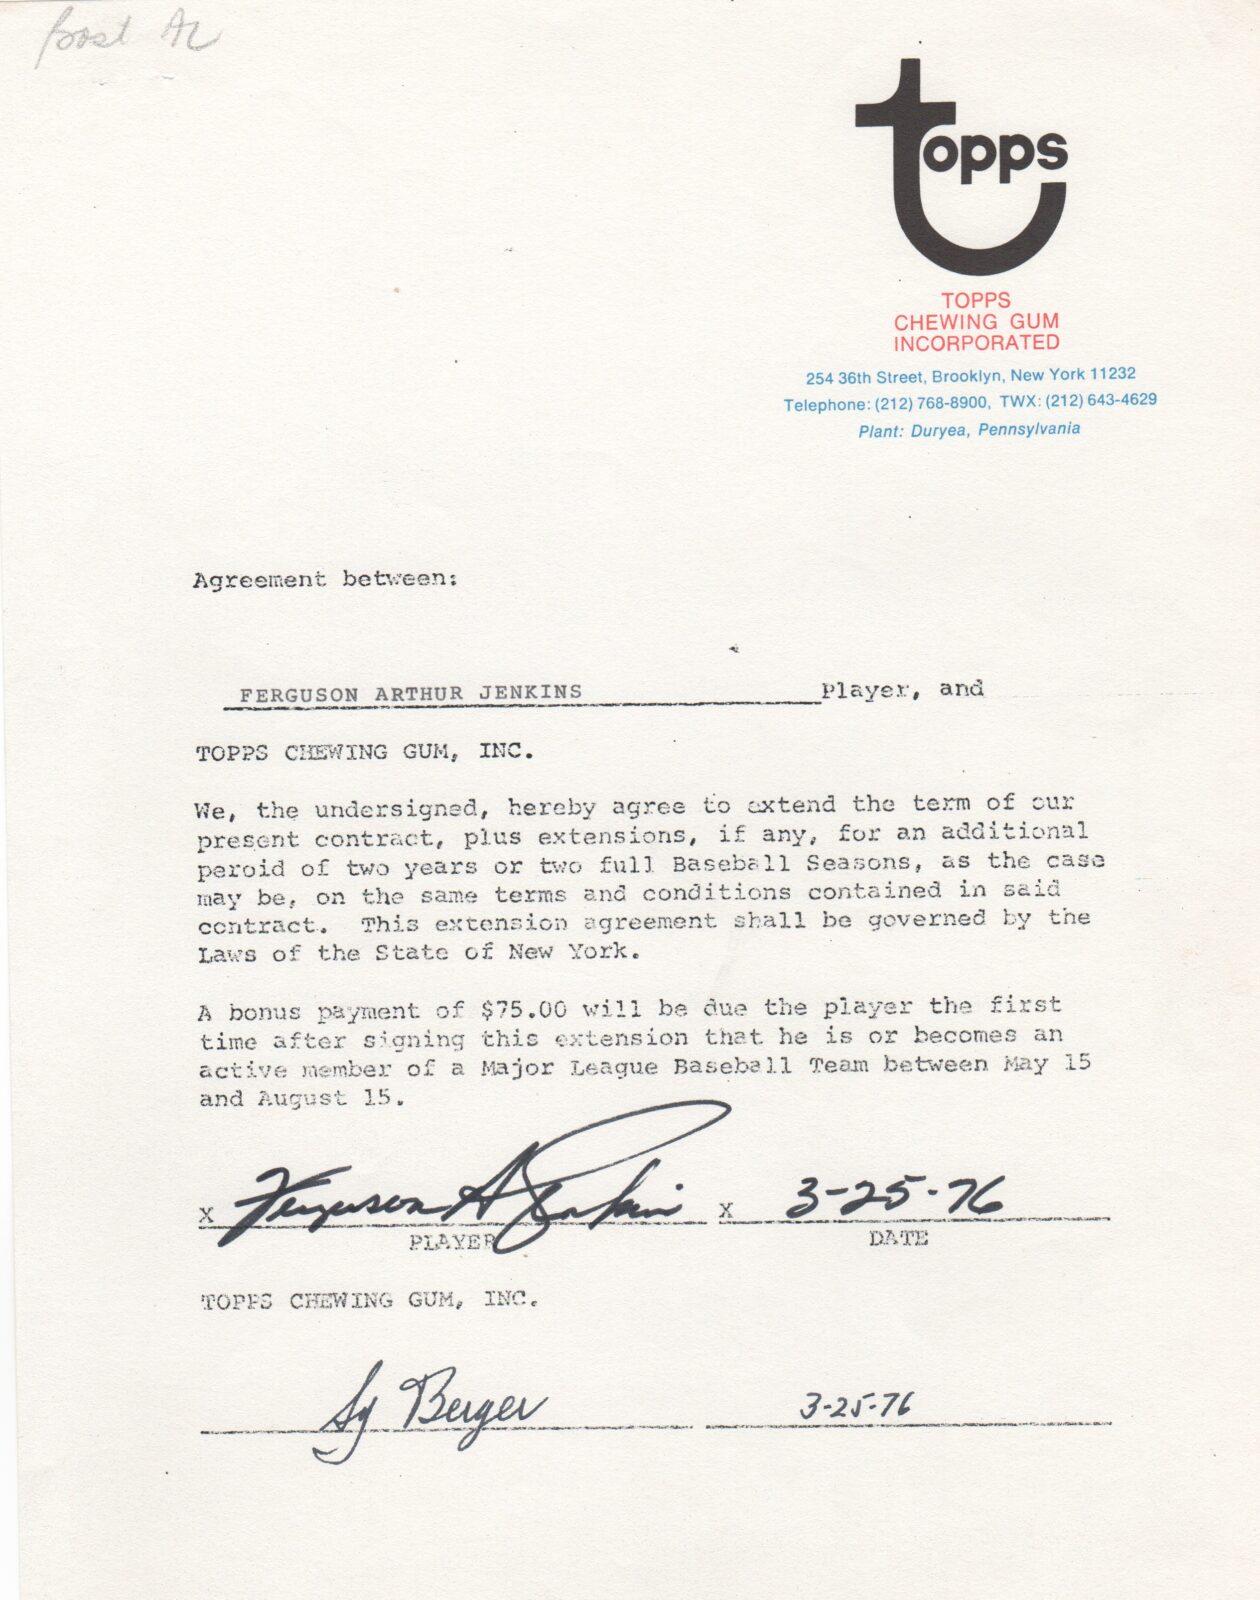 Bost AL
topps
TOPPS
CHEWING GUM
INCORPORATED
254 36th Street, Brooklyn, New York 11232
Telephone: (212) 768-8900, TWX: (212) 643-4629
Plant: Duryea, Pennsylvania
Agreement between:
FERGUSON ARTHUR JENKINS Player, and
TOPPS CHEWING GUM, INC.
We, the undersigned, hereby agree to extend the term of our
present contract, plus extensions, if any, for an additional
peroid of two years or two full Baseball Seasons, as the case
may be, on the same terms and conditions contained in said
contract. This extension agreement shall be governed by the
Laws of the State of New York.
A bonus payment of $75.00 will be due the player the first
time after signing this extension that he is or becomes an
active member of a Major League Baseball Team between May 15
and August 15.
X Ferguson A Jenkins X 3-25-76
PLAYER DATE
TOPPS CHEWING GUM, INC.
Sy Berger 3-25-76